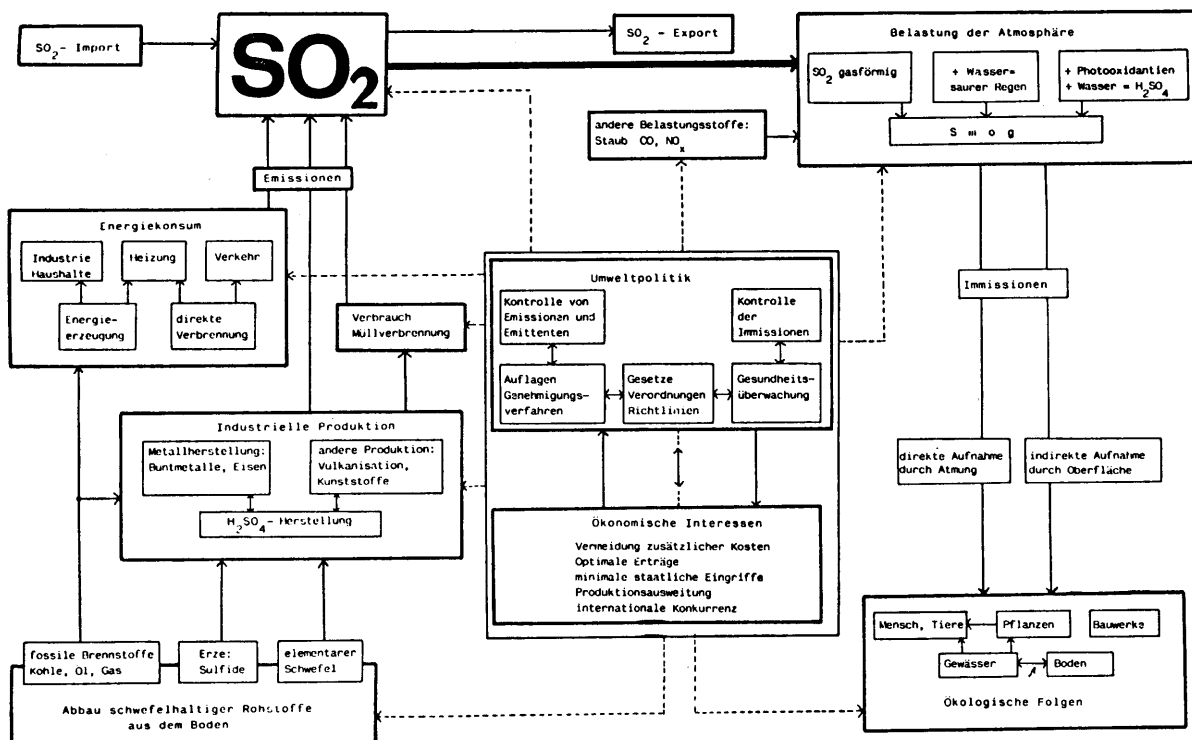 SO2- Import
SO2
SO2 - Export
Belastung der Atmosphäre
SO2 gasförmig
+ Wasser=
saurer Regen
+ Photooxidantien
+ Wasser = H2SO4
S m o g
andere Belastungsstoffe:
Staub CO, NOx
Emissionen
Energiekonsum
Industrie
Haushalte
Heizung
Verkehr
Energie-
erzeugung
direkte
Verbrennung
Verbrauch
Müllverbrennung
Umweltpolitik
Kontrolle von
Emissionen und
Emittenten
Kontrolle
der
Immissionen
Auflagen
Genehmigungs-
verfahren
Gesetze
Verordnungen
Richtlinien
Gesundheits-
überwachung
Immissionen
Industrielle Produktion
Metallherstellung:
Buntmetalle, Eisen
andere Produktion:
Vulkanisation,
Kunststoffe
H2SO4-Herstellung
direkte Aufnahme
durch Atmung
indirekte Aufnahme
durch Oberfläche
Ökonomische Interessen
Vermeidung zusätzlicher Kosten
Optimale Erträge
minimale staatliche Eingriffe
Produktionsausweitung
internationale Konkurrenz
fossile Brennstoffe
Kohle, Öl, Gas
Erze:
Sulfide
elementarer
Schwefel
Abbau schwefelhaltiger Rohstoffe
aus dem Boden
Mensch, Tiere
Pflanzen
Bauwerke
Gewässer
Boden
Ökologische Folgen